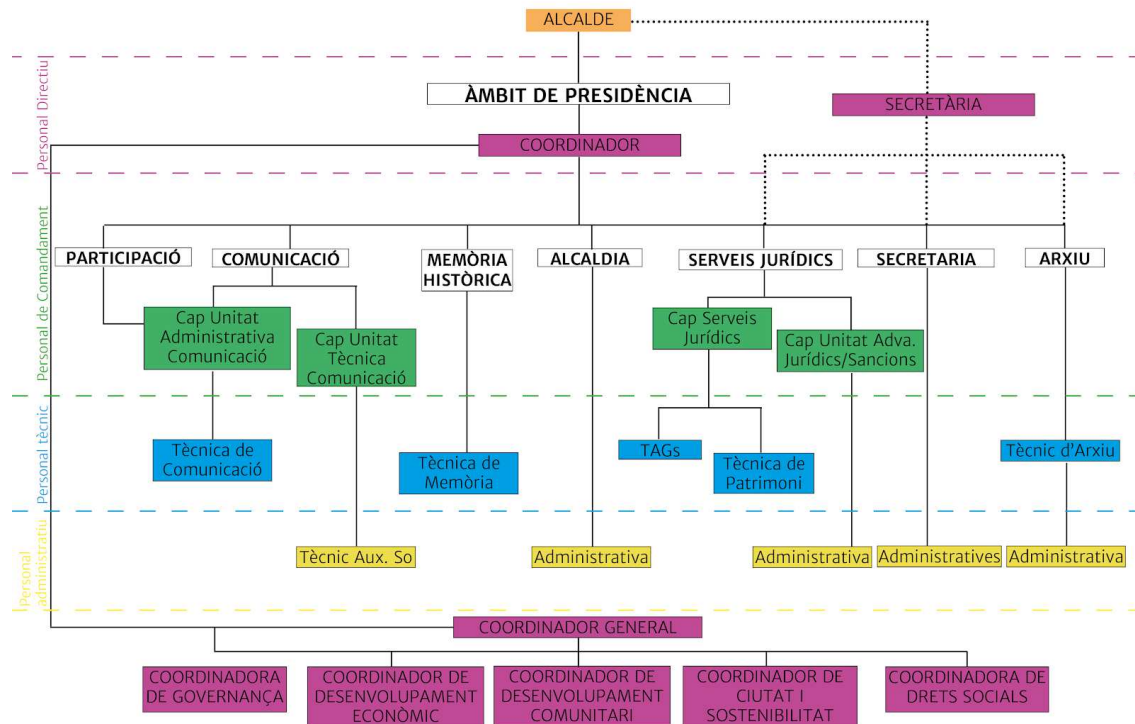 ALCALDE
Personal Directiu
ÀMBIT DE PRESIDÈNCIA
SECRETÀRIA
COORDINADOR
Personal de Comandament
PARTICIPACIÓ
COMUNICACIÓ
MEMÒRIA
HISTÒRICA
ALCALDIA
SERVEIS JURÍDICS
SECRETARIA
ARXIU
Cap Unitat
Administrativa
Comunicació
Cap Unitat
Tècnica
Comunicació
Cap Serveis
Jurídics
Cap Unitat Adva.
Jurídics/Sancions
Personal tècnic
Tècnica de
Comunicació
Tècnica de
Memòria
TAGs
Tècnica de
Patrimoni
Tècnic d'Arxiu
Personal
administratiu
Tècnic Aux. So
Administrativa
Administrativa
Administratives
Administrativa
COORDINADOR GENERAL
COORDINADORA
DE GOVERNANÇA
COORDINADOR DE
DESENVOLUPAMENT
ECONÒMIC
COORDINADOR DE
DESENVOLUPAMENT
COMUNITARI
COORDINADOR DE
CIUTAT I
SOSTENIBILITAT
COORDINADORA DE
DRETS SOCIALS